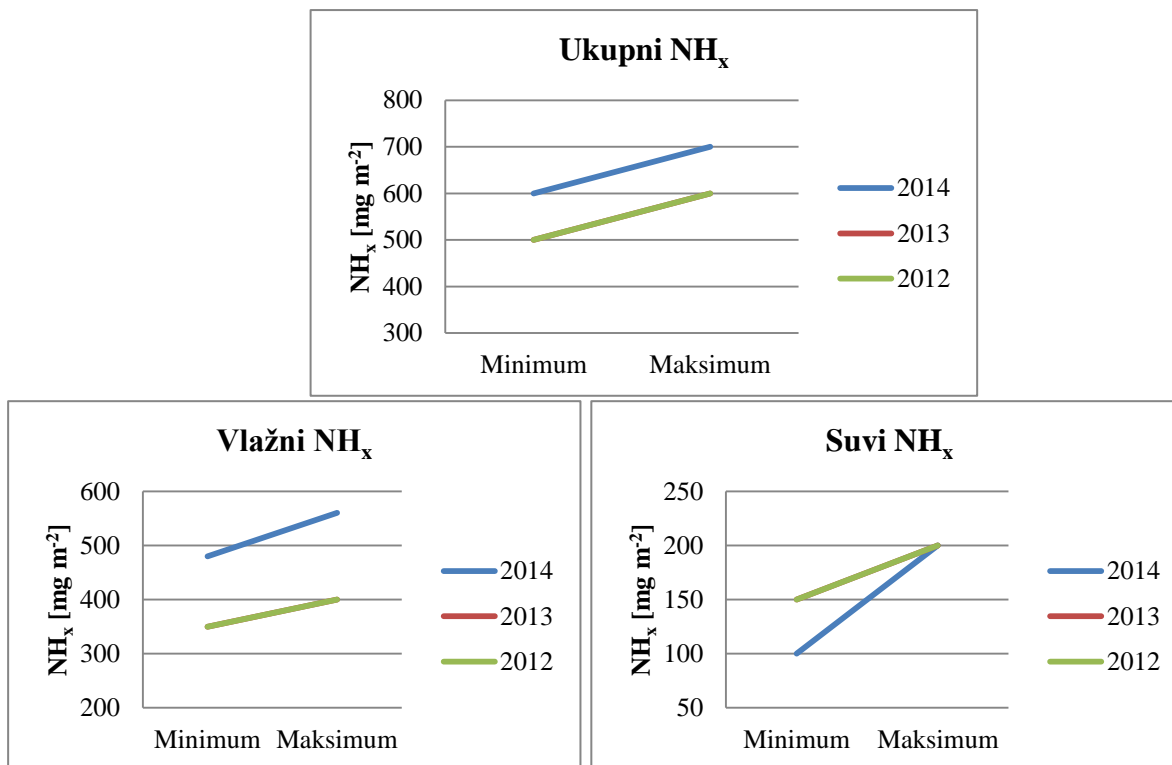 Ukupni NHx
NHx [mg m-2]
800
700
600
500
400
300
Minimum Maksimum
2014
2013
2012
Vlažni NHx
NHx [mg m-2]
600
500
400
300
200
Minimum Maksimum
2014
2013
2012
Suvi NHx
NHx [mg m-2]
250
200
150
100
50
Minimum Maksimum
2014
2013
2012